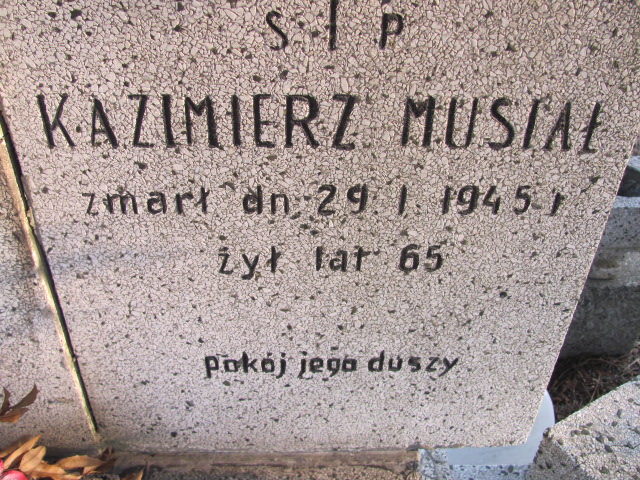 S † P
KAZIMIERZ MUSIAŁ
zmarł dn. 29 I 1945 r
żył lat 65
pokój jego duszy